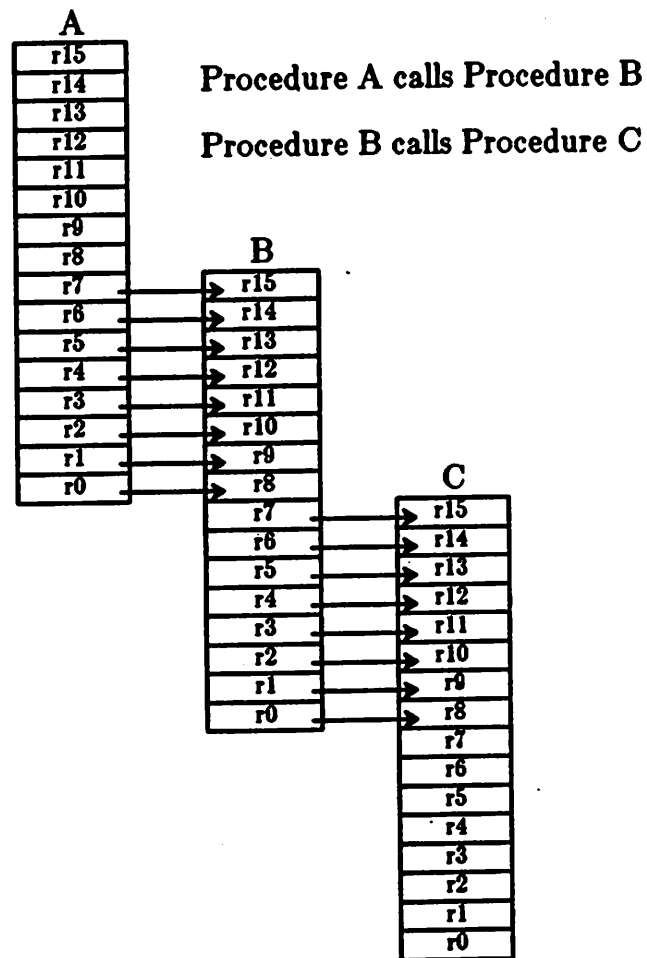 A
r15
r14
r13
r12
r11
r10
r9
r8
r7
r6
r5
r4
r3
r2
r1
r0
Procedure A calls Procedure B
Procedure B calls Procedure C
B
r15
r14
r13
r12
r11
r10
r9
r8
r7
r6
r5
r4
r3
r2
r1
r0
C
r15
r14
r13
r12
r11
r10
r9
r8
r7
r6
r5
r4
r3
r2
r1
r0